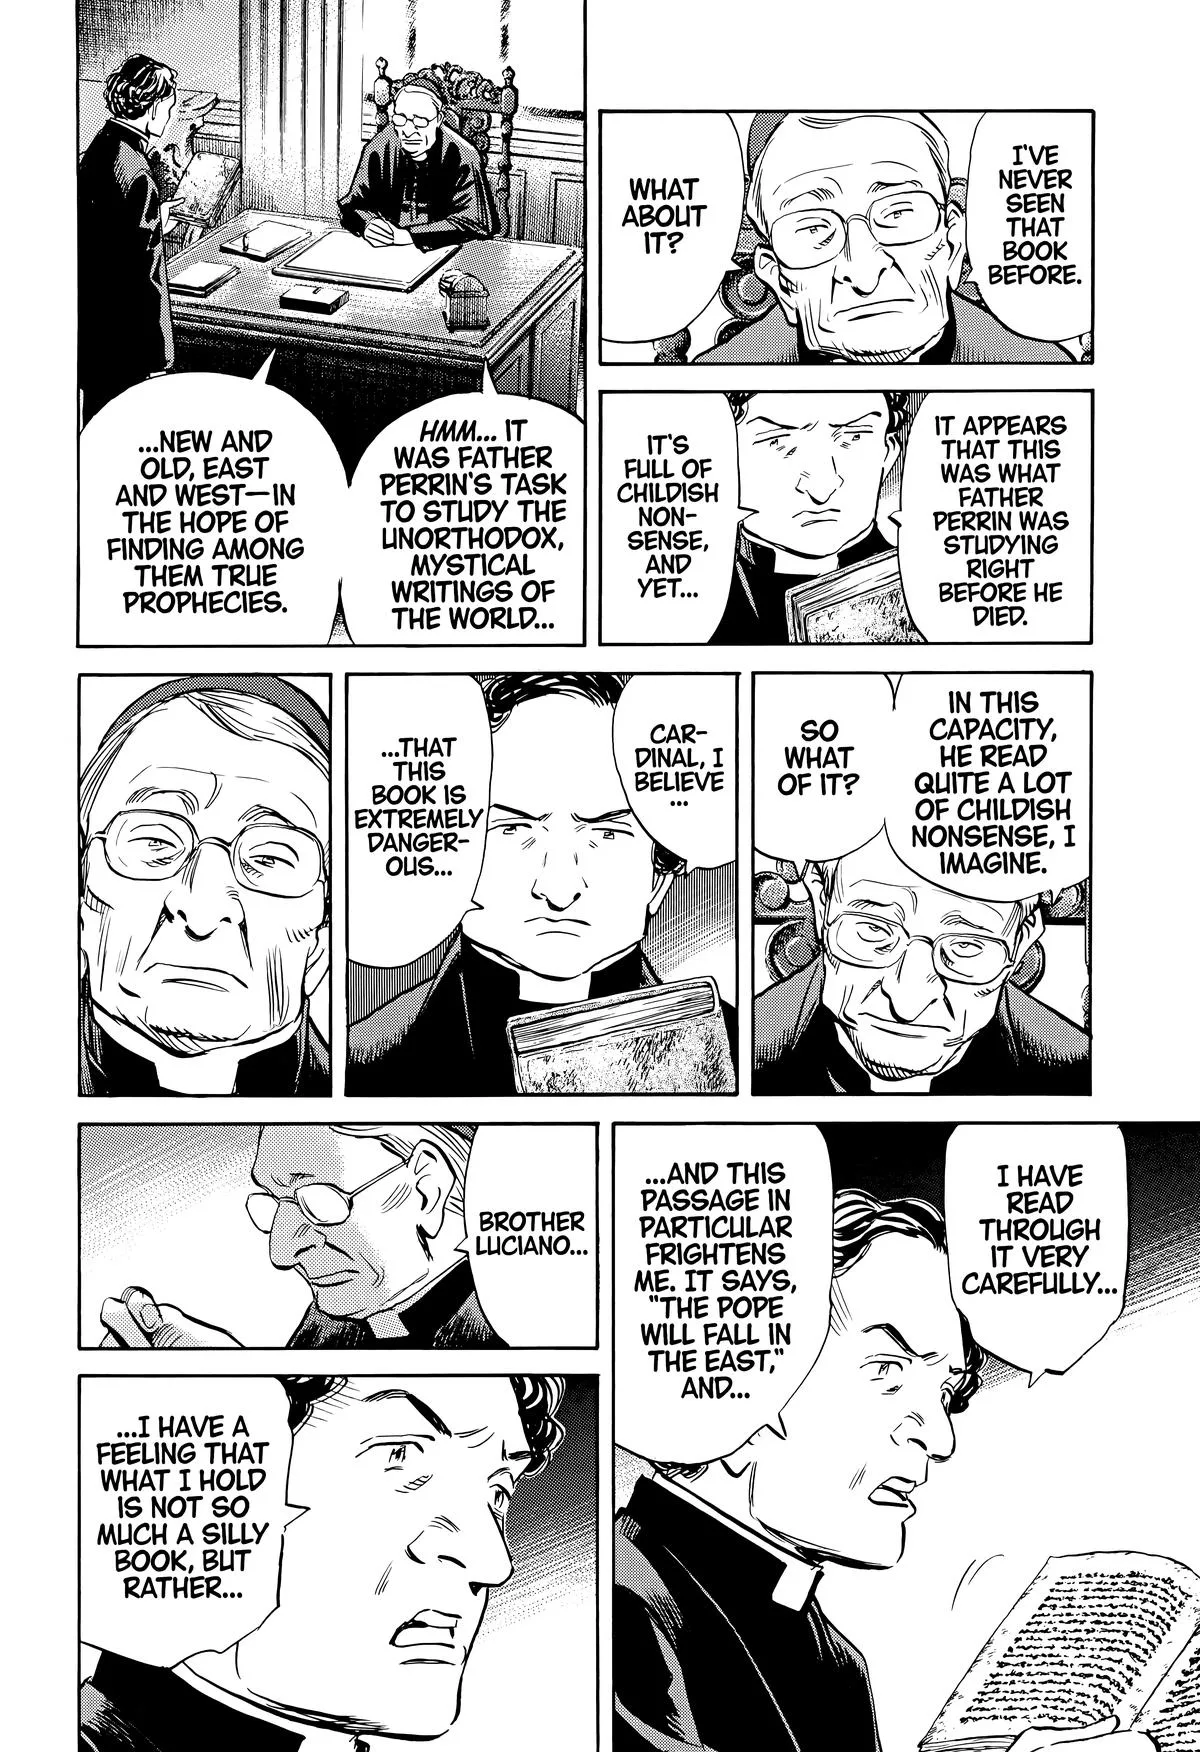 I'VE
NEVER
SEEN
THAT
BOOK
BEFORE.
WHAT
ABOUT
IT?
IT APPEARS
THAT THIS
WAS WHAT
FATHER
PERRIN WAS
STUDYING
RIGHT
BEFORE HE
DIED.
IT'S
FULL OF
CHILDISH
NON-
SENSE,
AND
YET...
HMM... IT
WAS FATHER
PERRIN'S TASK
TO STUDY THE
UNORTHODOX,
MYSTICAL
WRITINGS OF
THE WORLD...
...NEW AND
OLD, EAST
AND WEST—IN
THE HOPE OF
FINDING AMONG
THEM TRUE
PROPHECIES.
IN THIS
CAPACITY,
HE READ
QUITE A LOT
OF CHILDISH
NONSENSE, I
IMAGINE.
SO
WHAT
OF IT?
CAR-
DINAL, I
BELIEVE
...
...THAT
THIS
BOOK IS
EXTREMELY
DANGER-
OUS...
I HAVE
READ
THROUGH
IT VERY
CAREFULLY...
...AND THIS
PASSAGE IN
PARTICULAR
FRIGHTENS
ME. IT SAYS,
"THE POPE
WILL FALL IN
THE EAST,"
AND...
BROTHER
LUCIANO...
...I HAVE A
FEELING THAT
WHAT I HOLD
IS NOT SO
MUCH A SILLY
BOOK, BUT
RATHER...